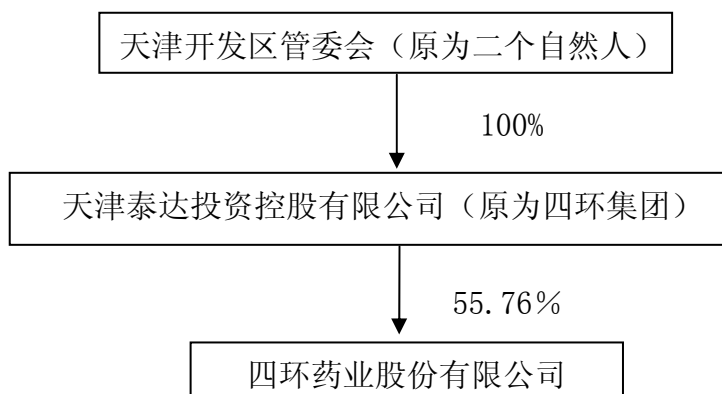 天津开发区管委会（原为二个自然人）
100%
天津泰达投资控股有限公司（原为四环集团）
55.76％
四环药业股份有限公司